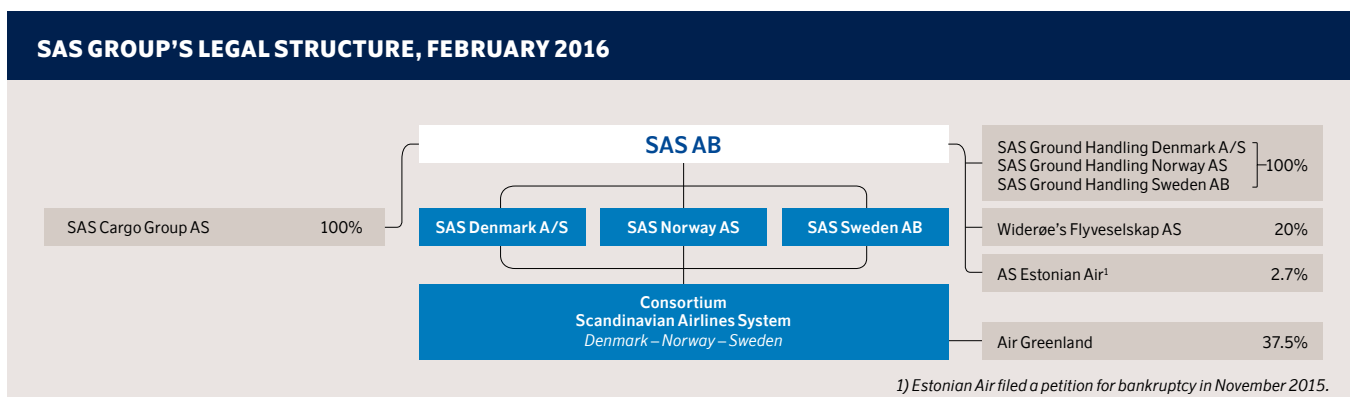 SAS GROUP'S LEGAL STRUCTURE, FEBRUARY 2016
SAS AB
SAS Cargo Group AS 100%
SAS Denmark A/S
SAS Norway AS
SAS Sweden AB
Consortium
Scandinavian Airlines System
Denmark – Norway – Sweden
SAS Ground Handling Denmark A/S
SAS Ground Handling Norway AS 100%
SAS Ground Handling Sweden AB
Widerøe's Flyveselskap AS 20%
AS Estonian Air¹ 2.7%
Air Greenland 37.5%
1) Estonian Air filed a petition for bankruptcy in November 2015.